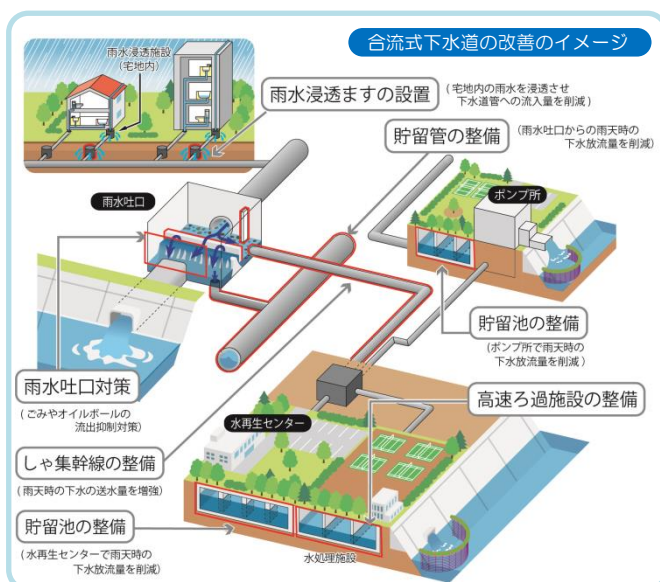 合流式下水道の改善のイメージ
雨水浸透施設
(宅地内)
雨水浸透ますの設置
(宅地内の雨水を浸透させ
下水道管への流入量を削減)
貯留管の整備
(雨水吐口からの雨天時の
下水放流量を削減)
雨水吐口
ポンプ所
貯留池の整備
(ポンプ所で雨天時の
下水放流量を削減)
雨水吐口対策
(ごみやオイルボールの
流出抑制対策)
水再生センター
高速ろ過施設の整備
しゃ集幹線の整備
(雨天時の下水の送水量を増強)
貯留池の整備
(水再生センターで雨天時の
下水放流量を削減)
水処理施設